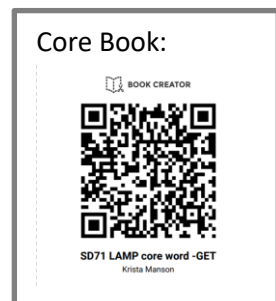 Core Book:
BOOK CREATOR
SD71 LAMP core word -GET
Krista Manson